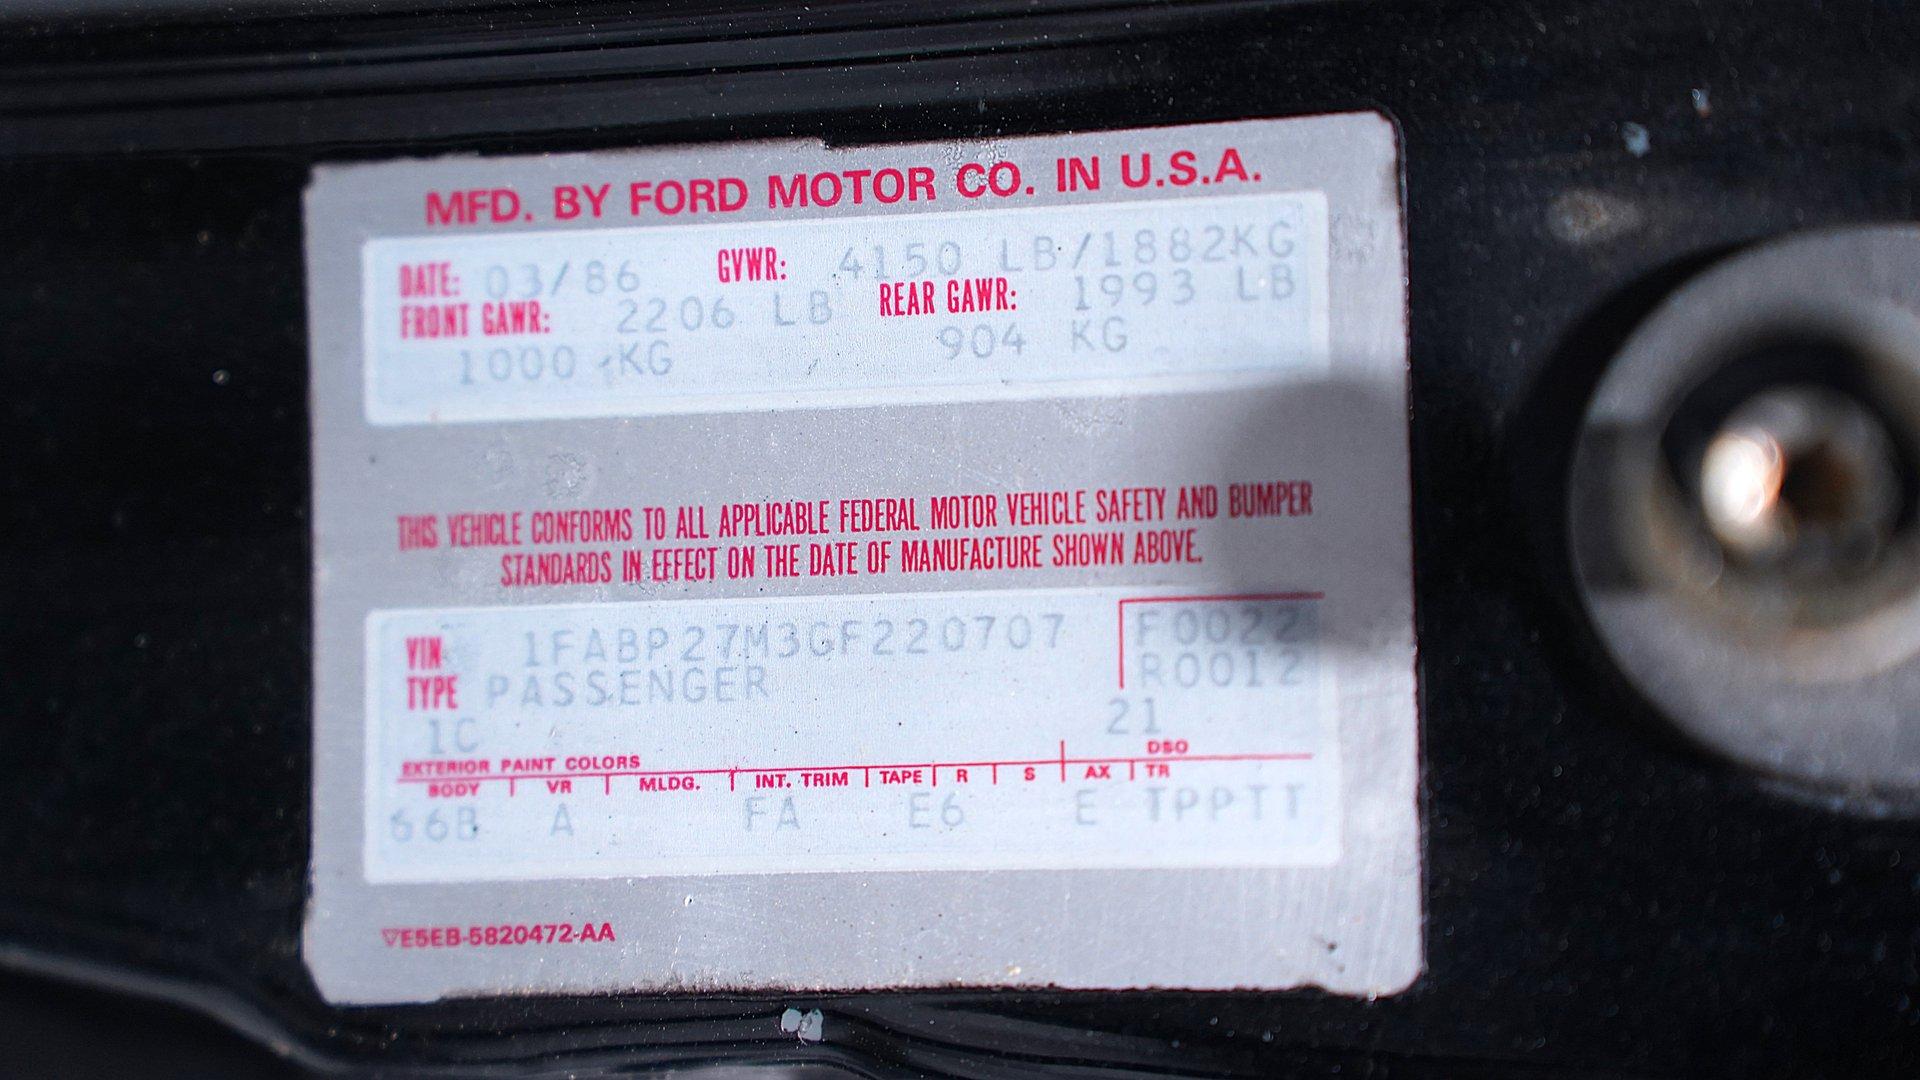 MFD. BY FORD MOTOR CO. IN U.S.A.
DATE: 03/86 GVWR: 4150 LB/1882KG
FRONT GAWR: 2206 LB REAR GAWR: 1993 LB
1000 KG 904 KG
THIS VEHICLE CONFORMS TO ALL APPLICABLE FEDERAL MOTOR VEHICLE SAFETY AND BUMPER
STANDARDS IN EFFECT ON THE DATE OF MANUFACTURE SHOWN ABOVE.
VIN 1FABP27M3GF220707 F0022
TYPE PASSENGER R0012
1C 21
EXTERIOR PAINT COLORS DSO
BODY VR MLDG. INT. TRIM TAPE R S AX TR
66B A FA E6 E TPPTT
▽E5EB-5820472-AA